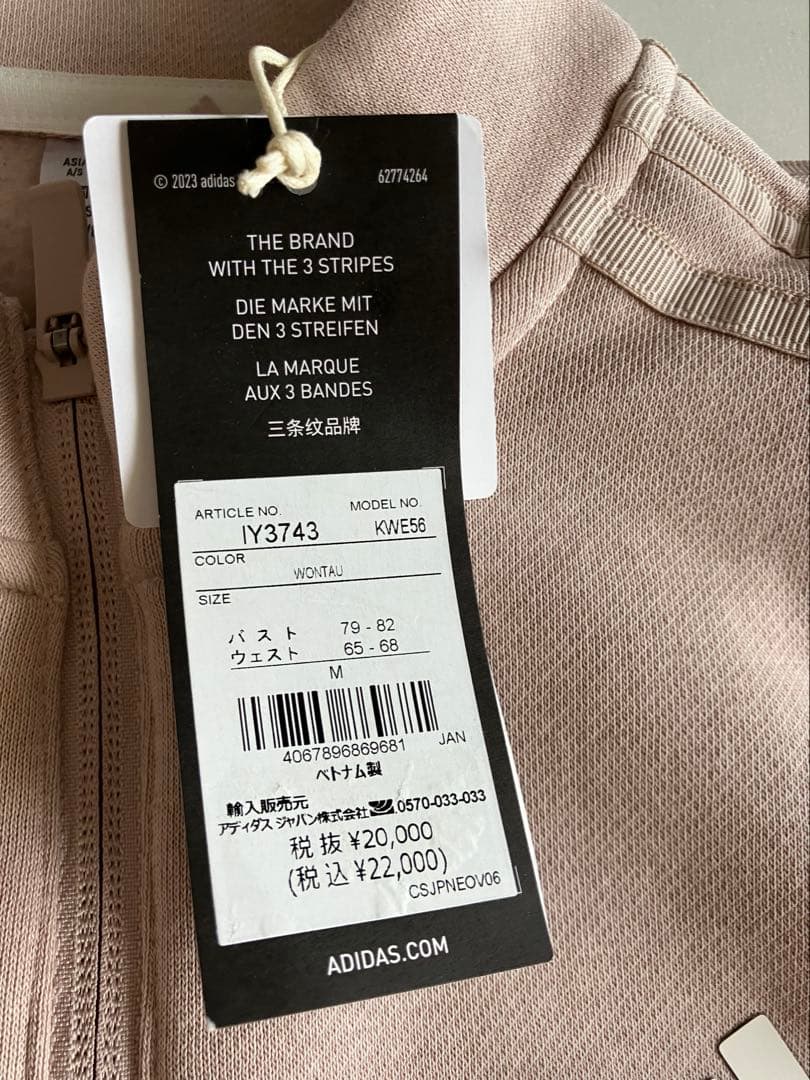 ASI
A/S
© 2023 adidas
62774264
THE BRAND
WITH THE 3 STRIPES
DIE MARKE MIT
DEN 3 STREIFEN
LA MARQUE
AUX 3 BANDES
三条纹品牌
ARTICLE NO. MODEL NO.
IY3743 KWE56
COLOR
WONTAU
SIZE
バスト 79 - 82
ウェスト 65 - 68
M
4067896869681 JAN
ベトナム製
輸入販売元
アディダス ジャパン株式会社 0570-033-033
税抜 ¥20,000
(税込 ¥22,000)
CSJPNEOV06
ADIDAS.COM